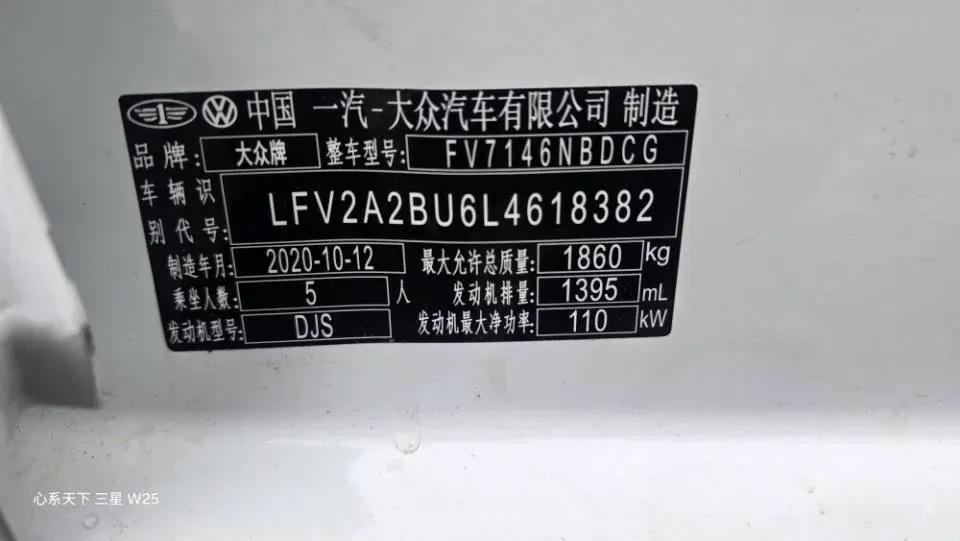 中国 一汽-大众汽车有限公司 制造
品牌: 大众牌 整车型号: FV7146NBDCG
车辆识别代号: LFV2A2BU6L4618382
制造年月: 2020-10-12 最大允许总质量: 1860 kg
乘坐人数: 5 人 发动机排量: 1395 mL
发动机型号: DJS 发动机最大净功率: 110 kW
心系天下 三星 W25